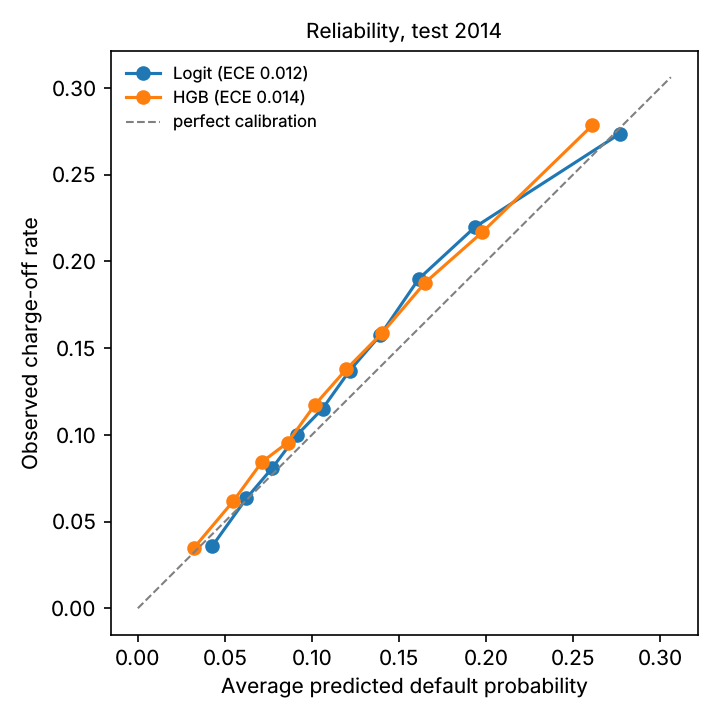 Reliability, test 2014
Logit (ECE 0.012)
HGB (ECE 0.014)
perfect calibration
Observed charge-off rate
0.30
0.25
0.20
0.15
0.10
0.05
0.00
0.00 0.05 0.10 0.15 0.20 0.25 0.30
Average predicted default probability